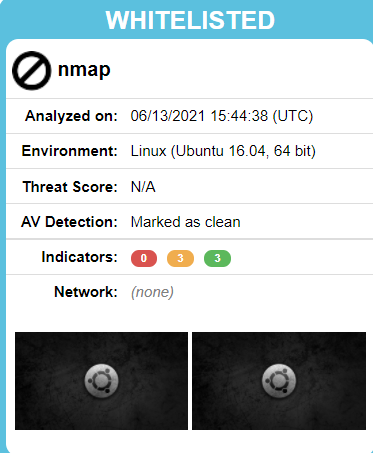 WHITELISTED
nmap
Analyzed on: 06/13/2021 15:44:38 (UTC)
Environment: Linux (Ubuntu 16.04, 64 bit)
Threat Score: N/A
AV Detection: Marked as clean
Indicators: 0 3 3
Network: (none)